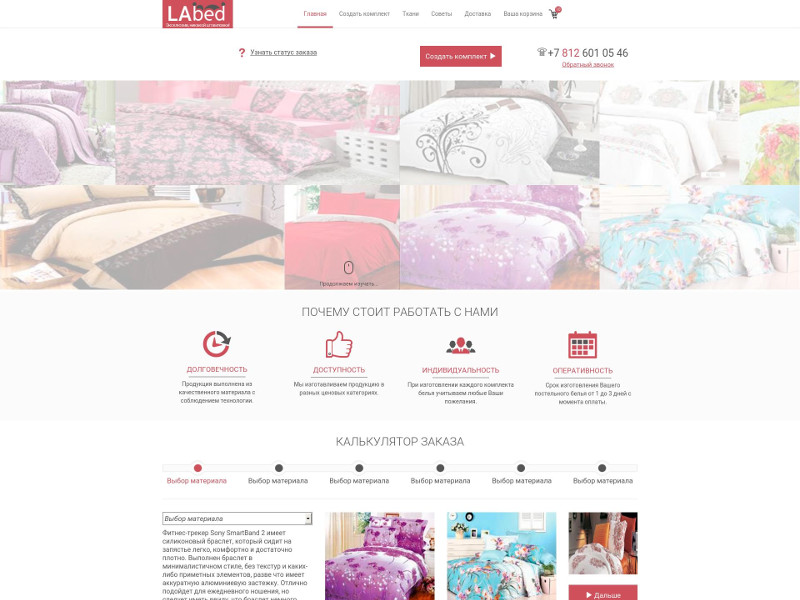 LAbed
Главная
Создать комплект
Ткани
Советы
Доставка
Ваша корзина
? Узнать статус заказа
Создать комплект
+7 812 601 05 46
Обратный звонок
Продолжаем изучать...
ПОЧЕМУ СТОИТ РАБОТАТЬ С НАМИ
ДОЛГОВЕЧНОСТЬ
Продукция выполнена из
качественного материала с
соблюдением технологии.
ДОСТУПНОСТЬ
Мы изготавливаем продукцию в
разных ценовых категориях.
ИНДИВИДУАЛЬНОСТЬ
При изготовлении каждого комплекта
белья учитываем любые Ваши
пожелания.
ОПЕРАТИВНОСТЬ
Срок изготовления Вашего
постельного белья от 1 до 3 дней с
момента оплаты.
КАЛЬКУЛЯТОР ЗАКАЗА
Выбор материала
Выбор материала
Выбор материала
Выбор материала
Выбор материала
Выбор материала
Выбор материала
Фитнес-трекер Sony SmartBand 2 имеет
силиконовый браслет, который сидит на
запястье легко, комфортно и достаточно
плотно. Выполнен браслет в
минималистичном стиле, без текстур и каких-
либо приметных элементов, разве что имеет
аккуратную алюминиевую застежку. Отлично
подойдет для ежедневного ношения, но
следует иметь ввиду, что браслет немного
Дальше